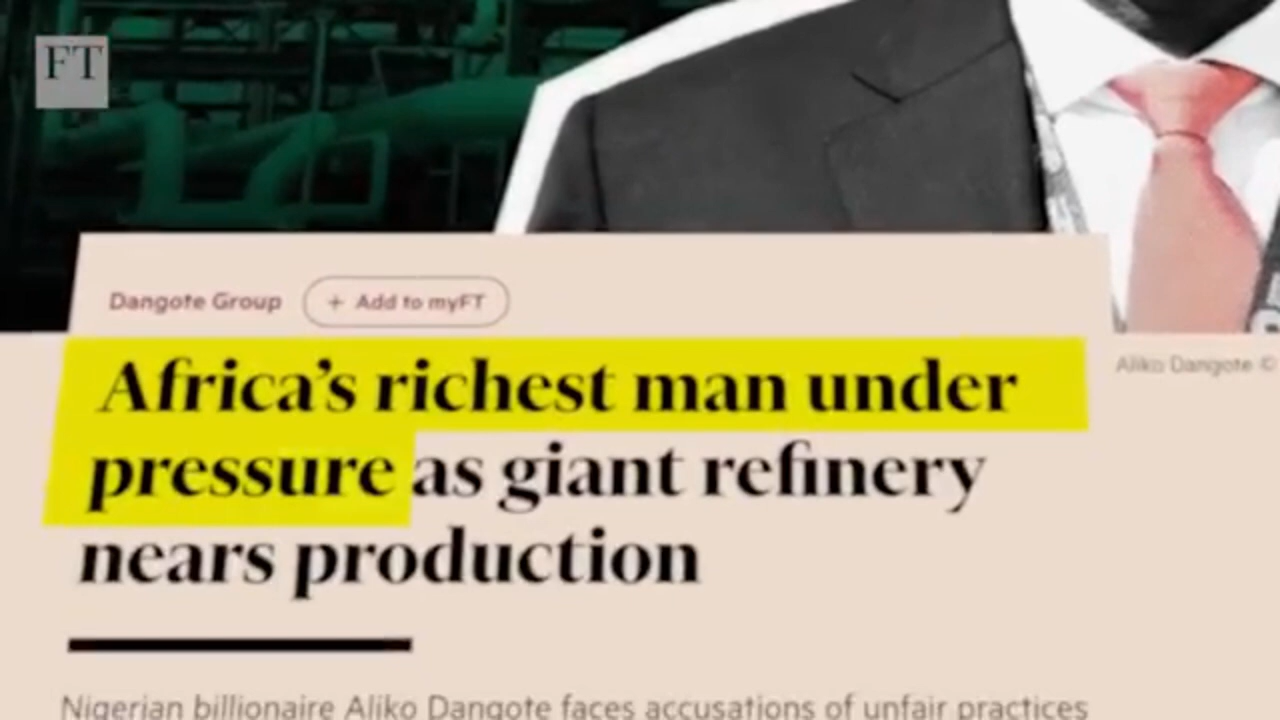 FT
Dangote Group
+ Add to myFT
Africa's richest man under
pressure as giant refinery
nears production
Aliko Dangote ©
Nigerian billionaire Aliko Dangote faces accusations of unfair practices